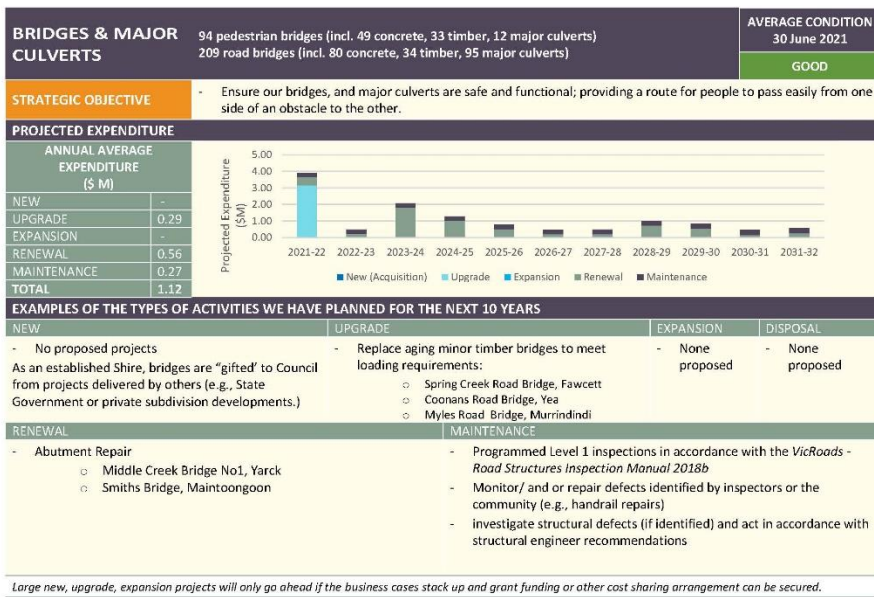 BRIDGES & MAJOR
CULVERTS
94 pedestrian bridges (incl. 49 concrete, 33 timber, 12 major culverts)
209 road bridges (incl. 80 concrete, 34 timber, 95 major culverts)
AVERAGE CONDITION
30 June 2021
GOOD
STRATEGIC OBJECTIVE
- Ensure our bridges, and major culverts are safe and functional; providing a route for people to pass easily from one
side of an obstacle to the other.
PROJECTED EXPENDITURE
ANNUAL AVERAGE
EXPENDITURE
($ M)
NEW -
UPGRADE 0.29
EXPANSION -
RENEWAL 0.56
MAINTENANCE 0.27
TOTAL 1.12
Projected Expenditure
($M)
5.00
4.00
3.00
2.00
1.00
0.00
2021-22 2022-23 2023-24 2024-25 2025-26 2026-27 2027-28 2028-29 2029-30 2030-31 2031-32
New (Acquisition) Upgrade Expansion Renewal Maintenance
EXAMPLES OF THE TYPES OF ACTIVITIES WE HAVE PLANNED FOR THE NEXT 10 YEARS
NEW
- No proposed projects
As an established Shire, bridges are "gifted' to Council
from projects delivered by others (e.g., State
Government or private subdivision developments.)
UPGRADE
- Replace aging minor timber bridges to meet
loading requirements:
o Spring Creek Road Bridge, Fawcett
o Coonans Road Bridge, Yea
o Myles Road Bridge, Murrindindi
EXPANSION
- None
proposed
DISPOSAL
- None
proposed
RENEWAL
- Abutment Repair
o Middle Creek Bridge No1, Yarck
o Smiths Bridge, Maintoongoon
MAINTENANCE
- Programmed Level 1 inspections in accordance with the VicRoads -
Road Structures Inspection Manual 2018b
- Monitor/ and or repair defects identified by inspectors or the
community (e.g., handrail repairs)
- investigate structural defects (if identified) and act in accordance with
structural engineer recommendations
Large new, upgrade, expansion projects will only go ahead if the business cases stack up and grant funding or other cost sharing arrangement can be secured.